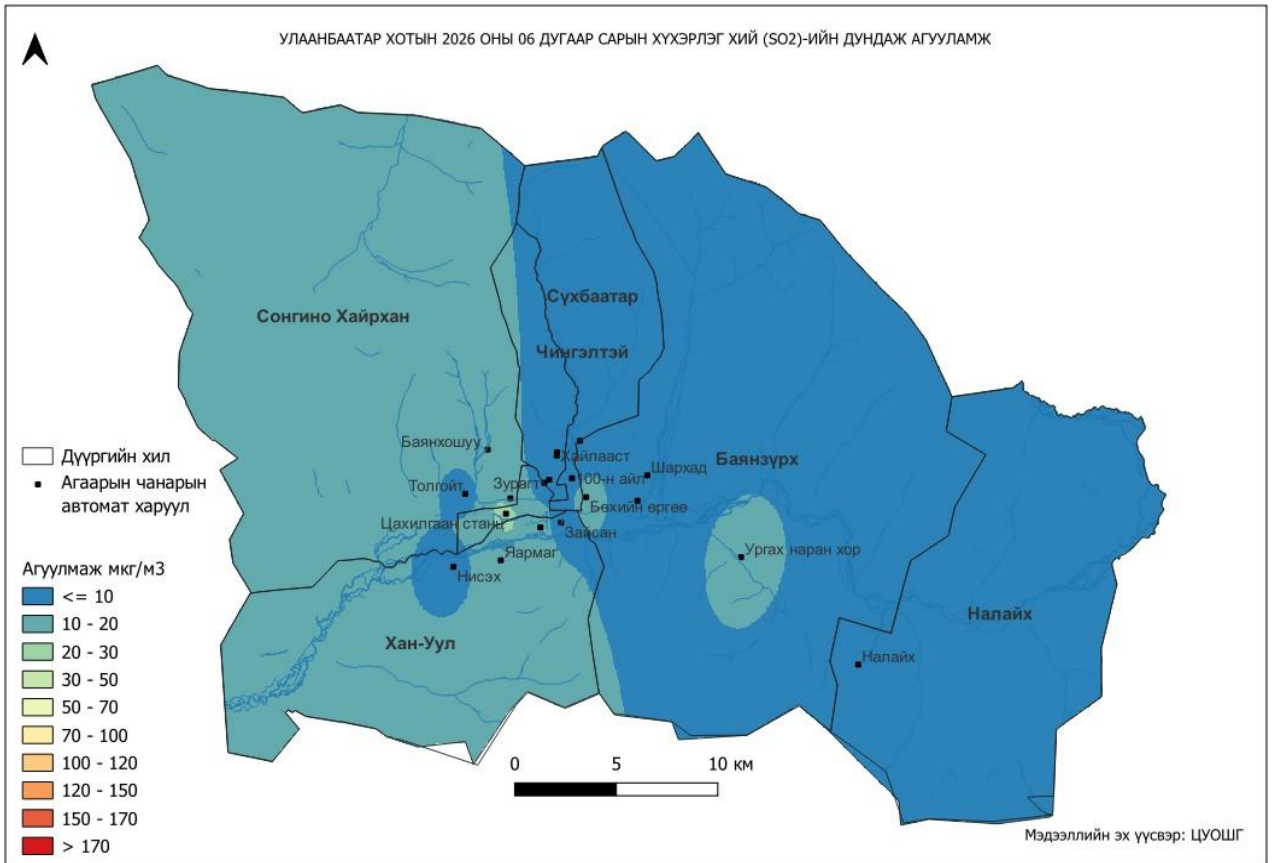 УЛААНБААТАР ХОТЫН 2026 ОНЫ 06 ДУГААР САРЫН ХҮХЭРЛЭГ ХИЙ (SO2)-ИЙН ДУНДАЖ АГУУЛАМЖ
Сүхбаатар
Сонгино Хайрхан
Чингэлтэй
Баянхошуу
Хайлааст
Баянзүрх
Шархад
Толгойт
Зурагт
100-н айл
Бөхийн өргөө
Цахилгаан станц
Зайсан
Яармаг
Ургах наран хор
Нисэх
Хан-Уул
Налайх
Налайх
Дүүргийн хил
Агаарын чанарын
автомат харуул
Агуулмаж мкг/м3
<= 10
10 - 20
20 - 30
30 - 50
50 - 70
70 - 100
100 - 120
120 - 150
150 - 170
> 170
0 5 10 км
Мэдээллийн эх үүсвэр: ЦУОШГ